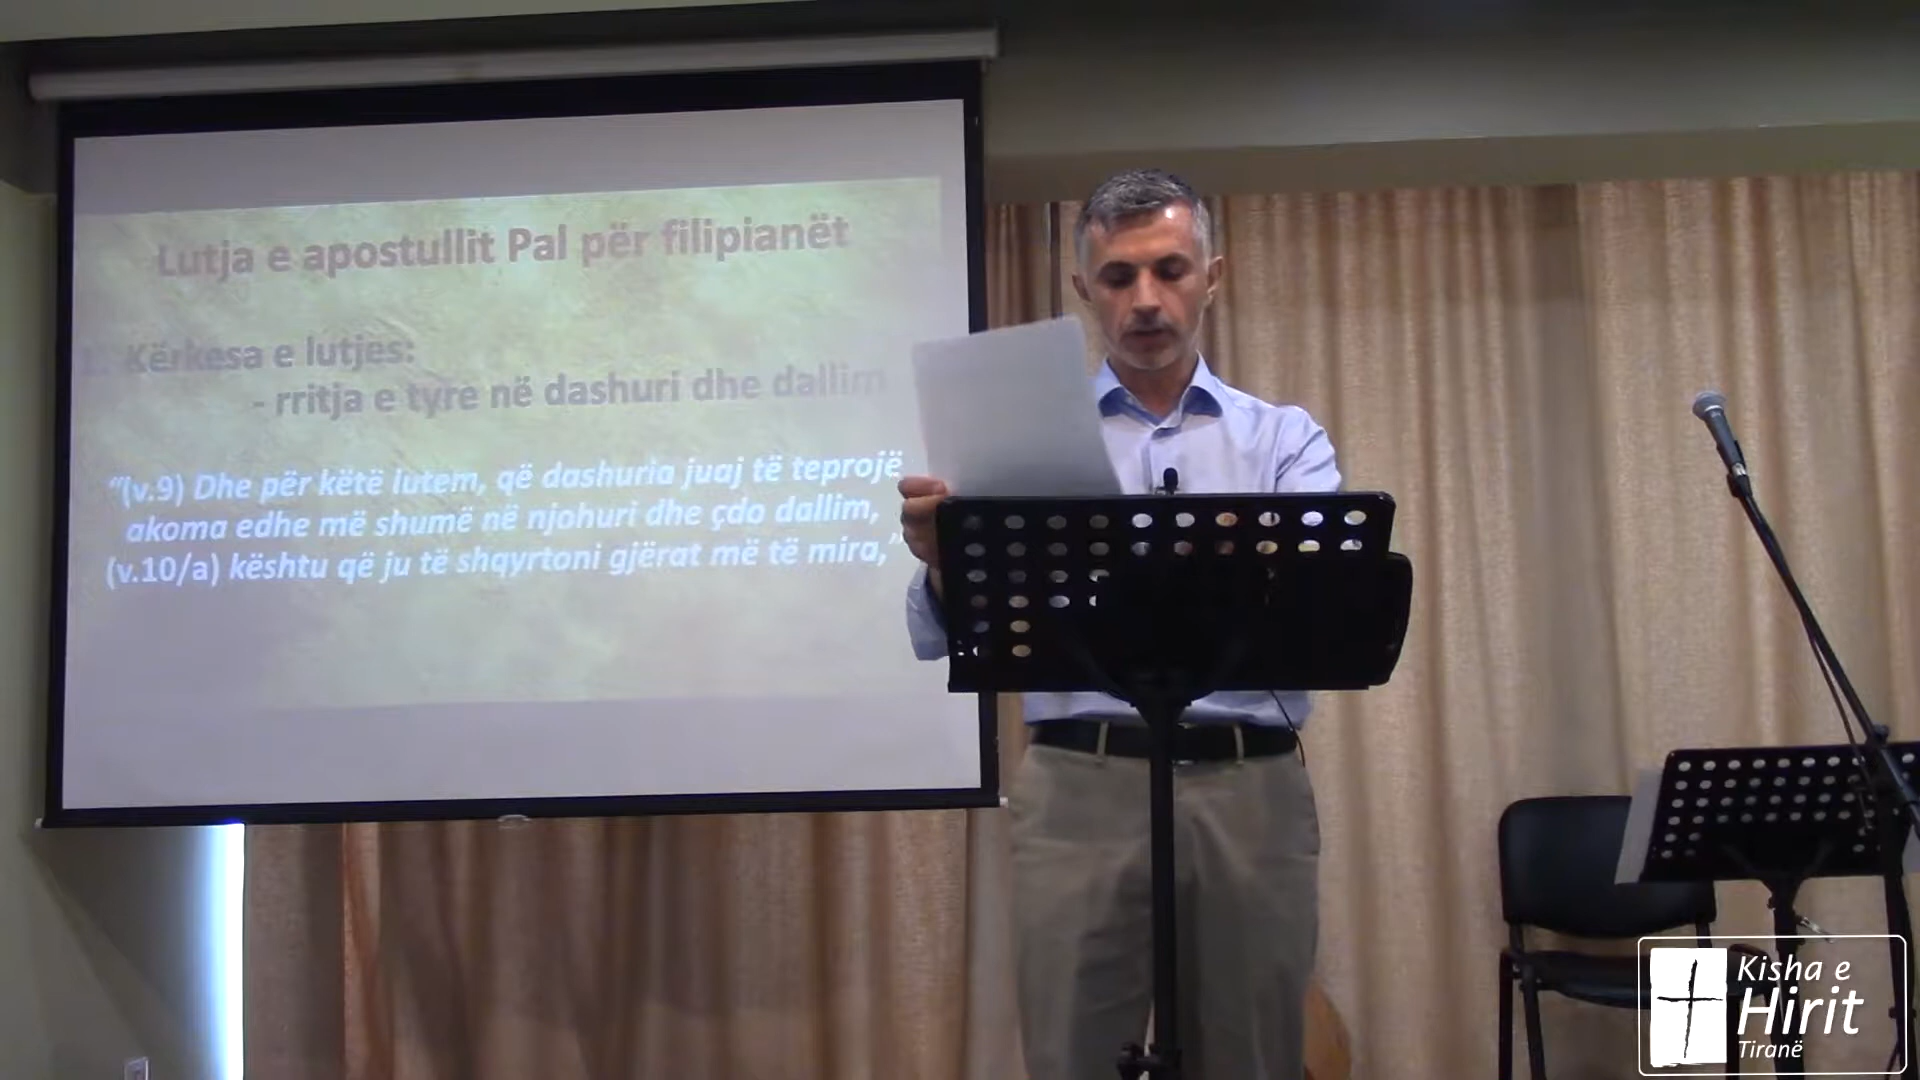 Lutja e apostullit Pal për filipianët
1. Kërkesa e lutjes:
- rritja e tyre në dashuri dhe dallim
“(v.9) Dhe për këtë lutem, që dashuria juaj të teprojë
akoma edhe më shumë në njohuri dhe çdo dallim,
(v.10/a) kështu që ju të shqyrtoni gjërat më të mira,”
Kisha e
Hirit
Tiranë